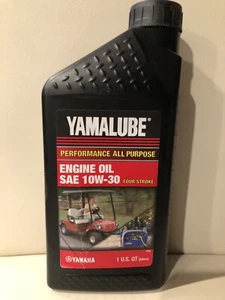 YAMALUBE®
PERFORMANCE ALL PURPOSE
ENGINE OIL
SAE 10W-30 FOUR STROKE
YAMAHA 1 U.S. QT